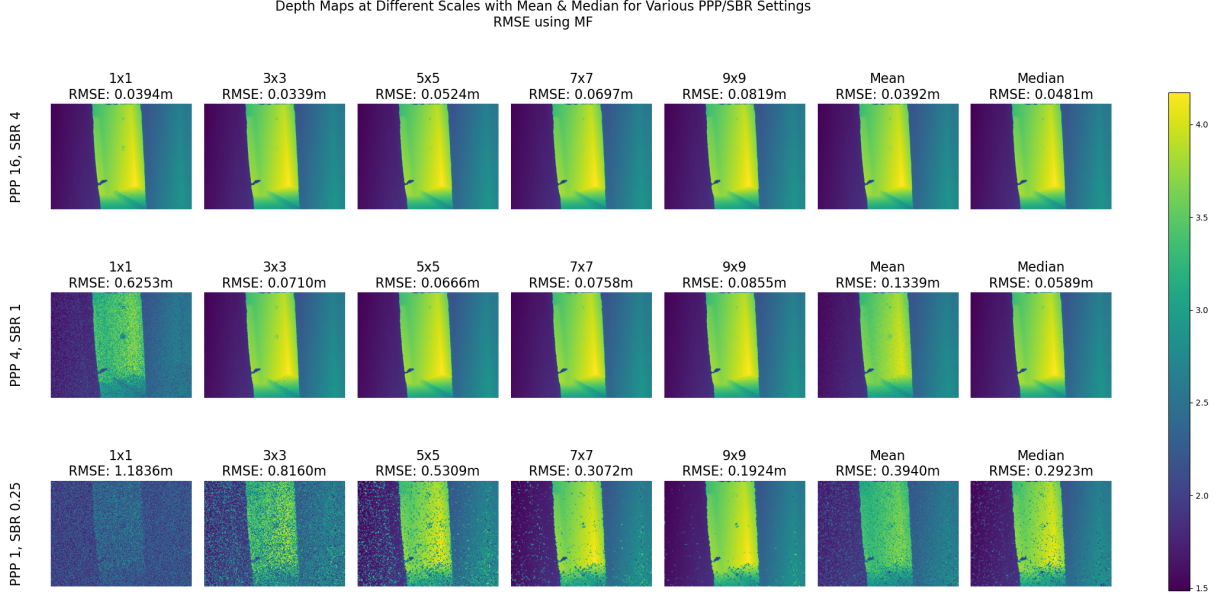 Depth Maps at Different Scales with Mean & Median for Various PPP/SBR Settings
RMSE using MF
PPP 16, SBR 4
1x1
RMSE: 0.0394m
3x3
RMSE: 0.0339m
5x5
RMSE: 0.0524m
7x7
RMSE: 0.0697m
9x9
RMSE: 0.0819m
Mean
RMSE: 0.0392m
Median
RMSE: 0.0481m
PPP 4, SBR 1
1x1
RMSE: 0.6253m
3x3
RMSE: 0.0710m
5x5
RMSE: 0.0666m
7x7
RMSE: 0.0758m
9x9
RMSE: 0.0855m
Mean
RMSE: 0.1339m
Median
RMSE: 0.0589m
PPP 1, SBR 0.25
1x1
RMSE: 1.1836m
3x3
RMSE: 0.8160m
5x5
RMSE: 0.5309m
7x7
RMSE: 0.3072m
9x9
RMSE: 0.1924m
Mean
RMSE: 0.3940m
Median
RMSE: 0.2923m
4.0
3.5
3.0
2.5
2.0
1.5